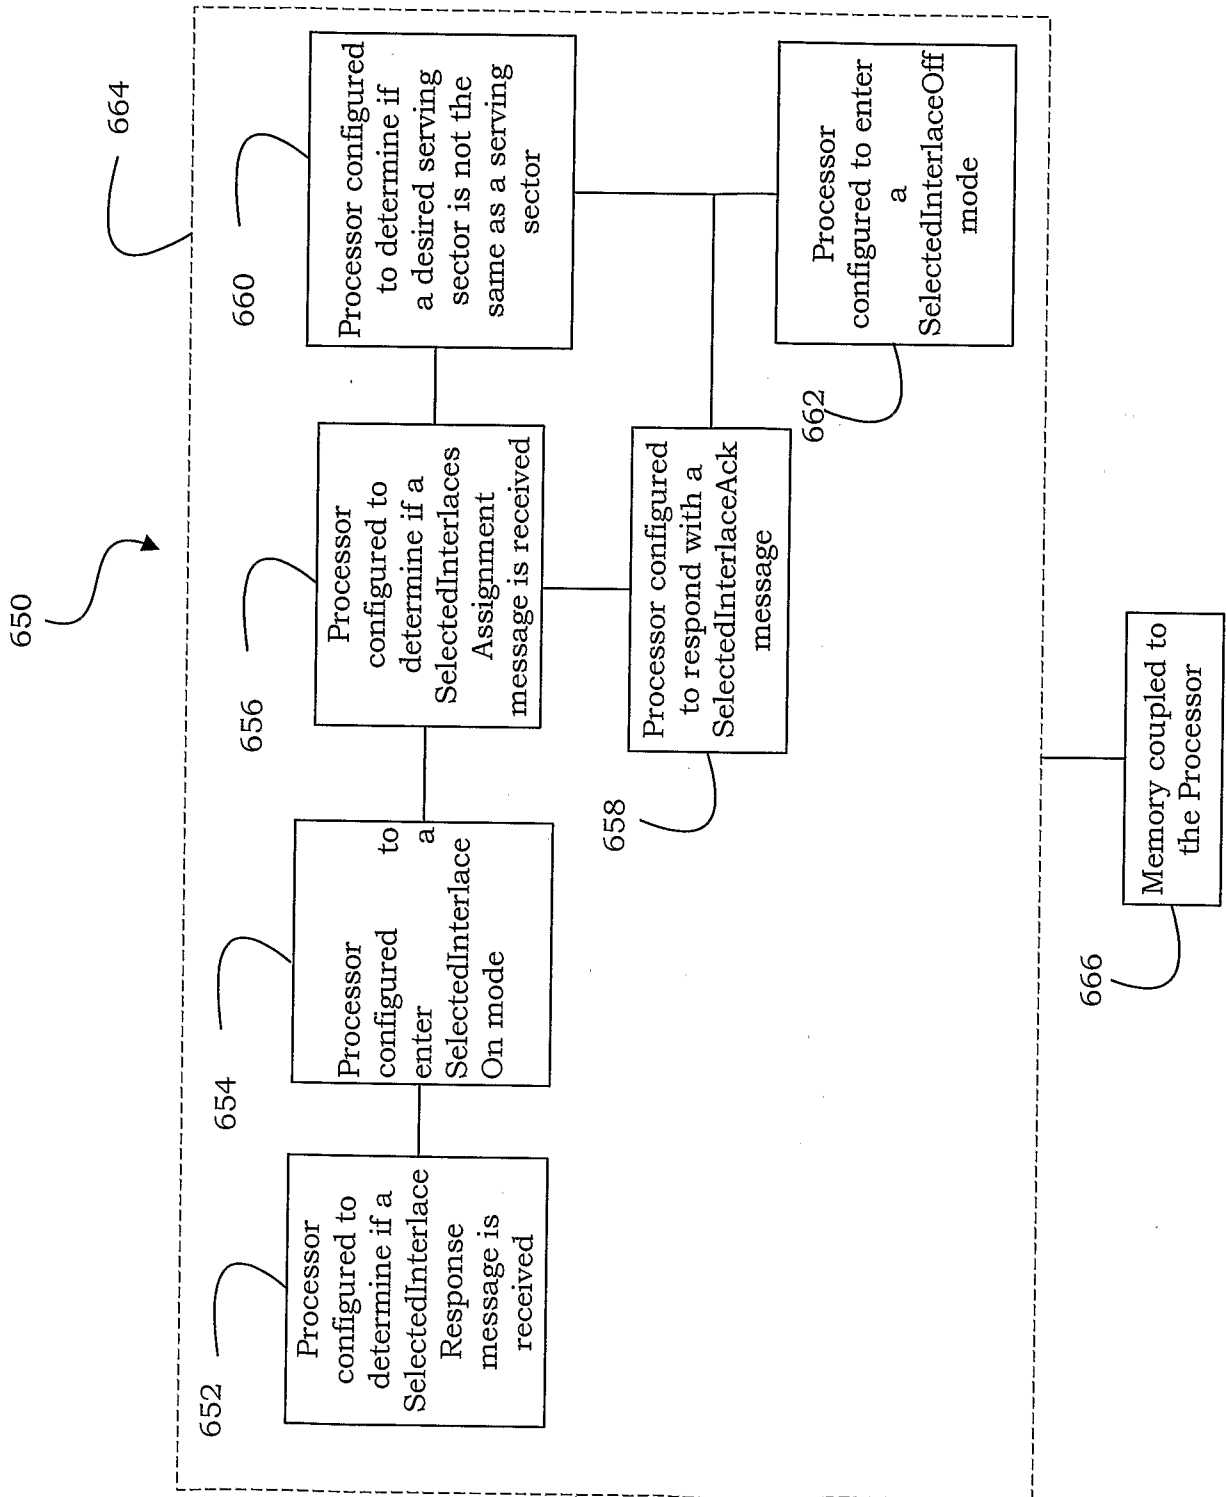 650
664
652
Processor
configured to
determine if a
SelectedInterlace
Response
message is
received
654
Processor
configured to
enter a
SelectedInterlace
On mode
656
Processor
configured to
determine if a
SelectedInterlaces
Assignment
message is received
660
Processor configured
to determine if
a desired serving
sector is not the
same as a serving
sector
658
Processor configured
to respond with a
SelectedInterlaceAck
message
662
Processor
configured to enter
a
SelectedInterlaceOff
mode
666
Memory coupled to
the Processor